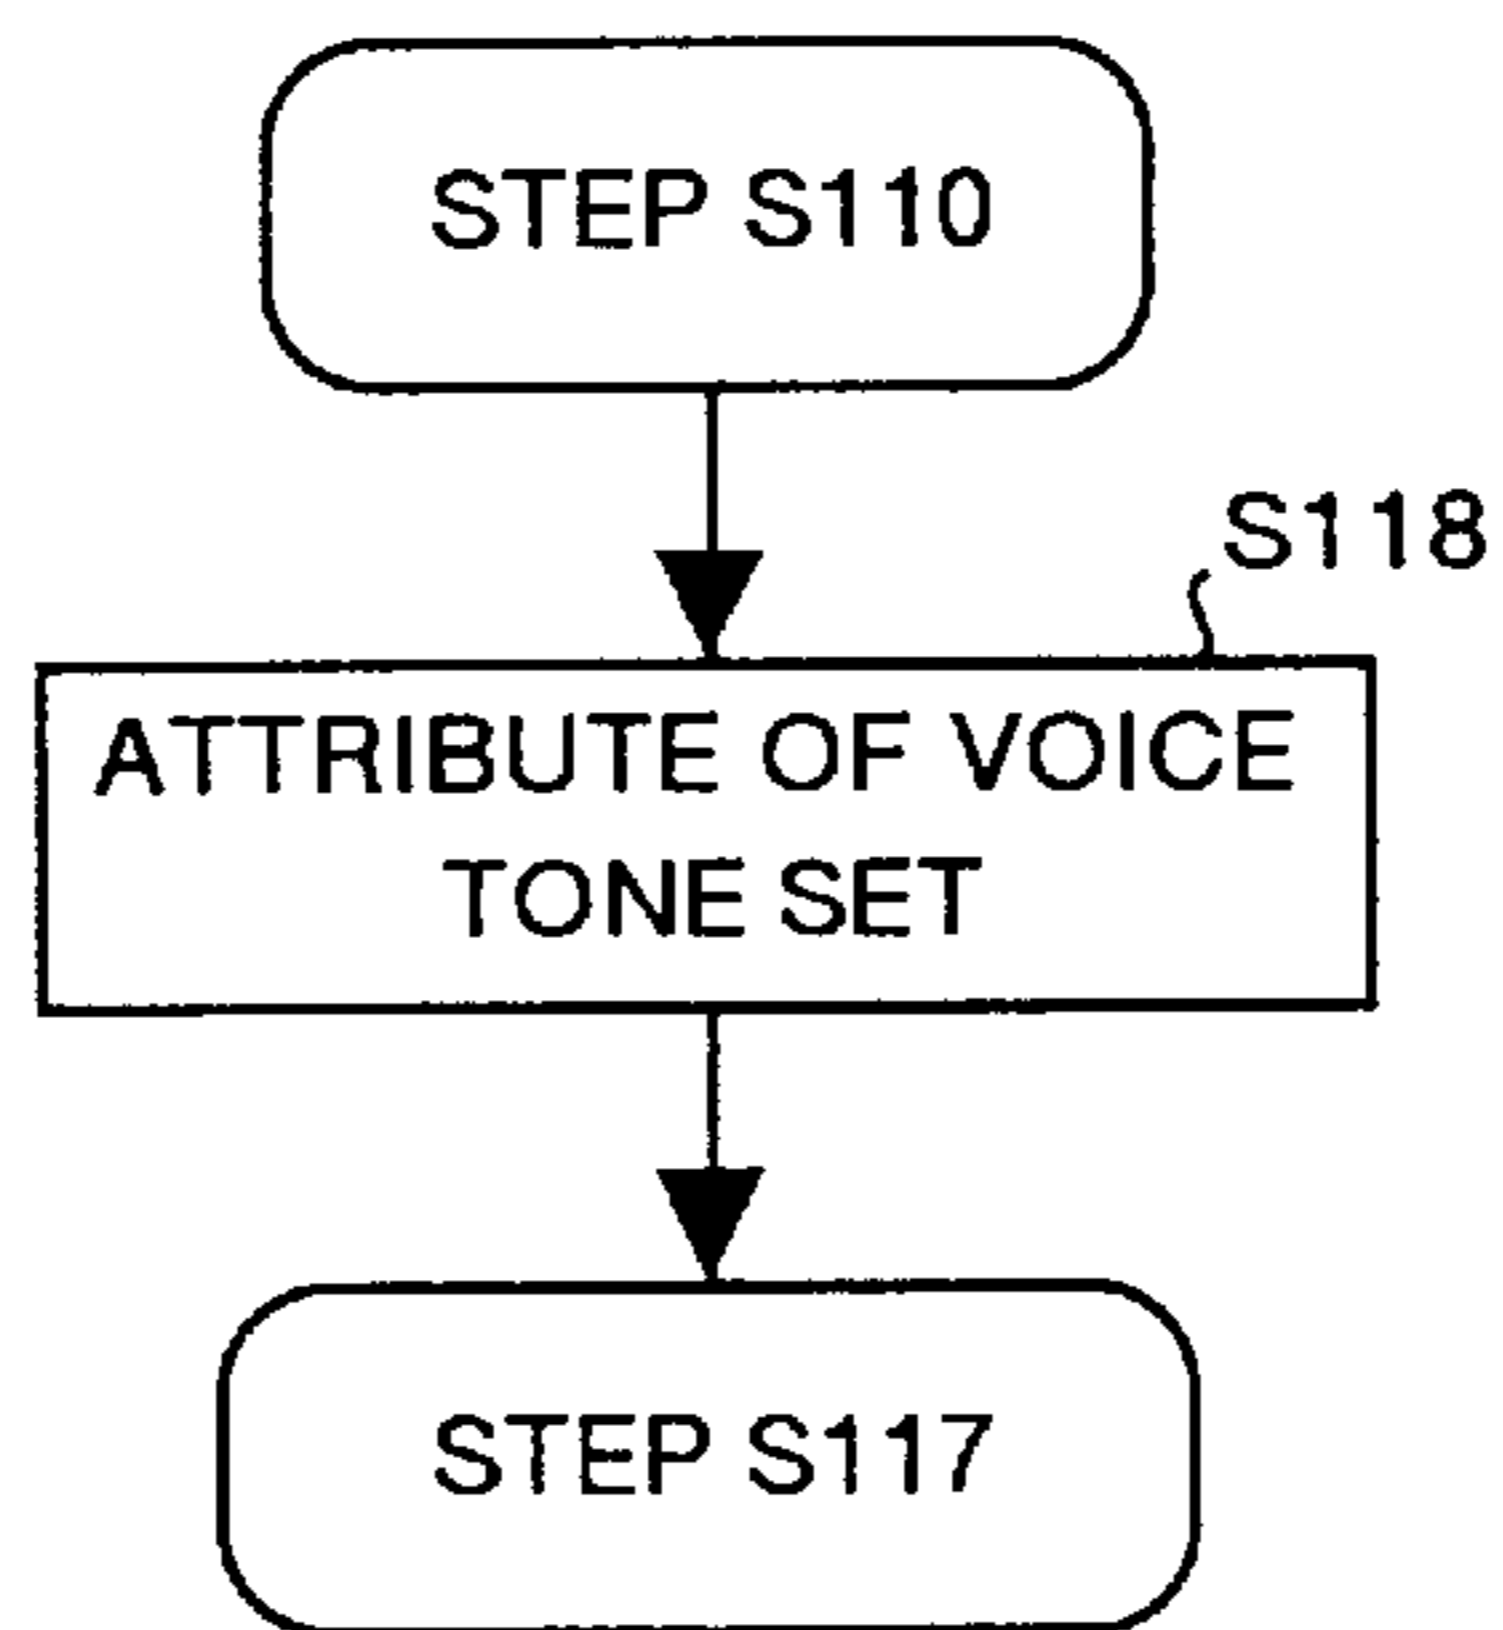 STEP S110
S118
ATTRIBUTE OF VOICE
TONE SET
STEP S117